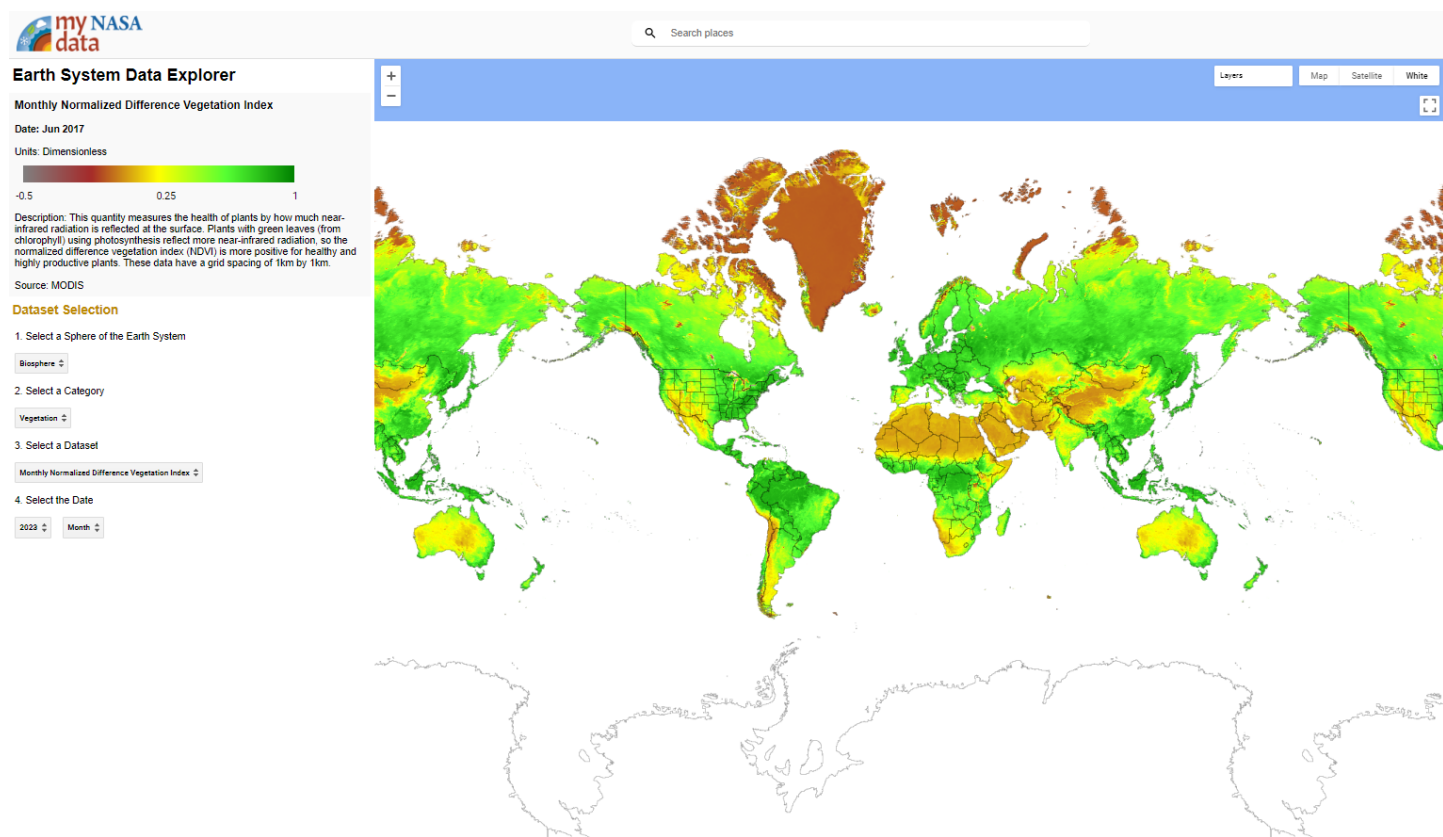 my NASA
data
Search places
Earth System Data Explorer
Monthly Normalized Difference Vegetation Index
Date: Jun 2017
Units: Dimensionless
-0.5 0.25 1
Description: This quantity measures the health of plants by how much near-
infrared radiation is reflected at the surface. Plants with green leaves (from
chlorophyll) using photosynthesis reflect more near-infrared radiation, so the
normalized difference vegetation index (NDVI) is more positive for healthy and
highly productive plants. These data have a grid spacing of 1km by 1km.
Source: MODIS
Dataset Selection
1. Select a Sphere of the Earth System
Biosphere
2. Select a Category
Vegetation
3. Select a Dataset
Monthly Normalized Difference Vegetation Index
4. Select the Date
2023 Month
+
−
Layers
Map Satellite White